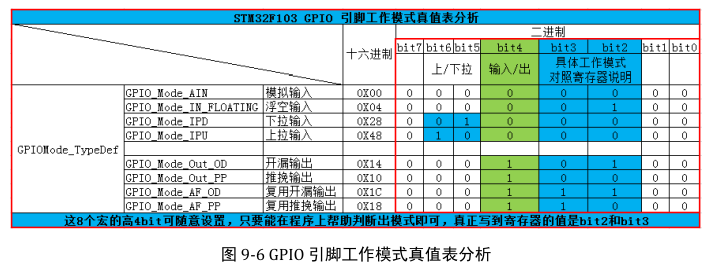 STM32F103 GPIO 引脚工作模式真值表分析
十六进制 二进制
bit7 bit6 bit5 bit4 bit3 bit2 bit1 bit0
上/下拉 输入/出 具体工作模式
对照寄存器说明
GPIOMode_TypeDef
GPIO_Mode_AIN 模拟输入 0X00 0 0 0 0 0 0 0 0
GPIO_Mode_IN_FLOATING 浮空输入 0X04 0 0 0 0 0 1 0 0
GPIO_Mode_IPD 下拉输入 0X28 0 0 1 0 0 0 0 0
GPIO_Mode_IPU 上拉输入 0X48 0 1 0 0 0 0 0 0
GPIO_Mode_Out_OD 开漏输出 0X14 0 0 0 1 0 1 0 0
GPIO_Mode_Out_PP 推挽输出 0X10 0 0 0 1 0 0 0 0
GPIO_Mode_AF_OD 复用开漏输出 0X1C 0 0 0 1 1 1 0 0
GPIO_Mode_AF_PP 复用推挽输出 0X18 0 0 0 1 1 0 0 0
这8个宏的高4bit可随意设置，只要能在程序上帮助判断出模式即可，真正写到寄存器的值是bit2和bit3
图 9-6 GPIO 引脚工作模式真值表分析